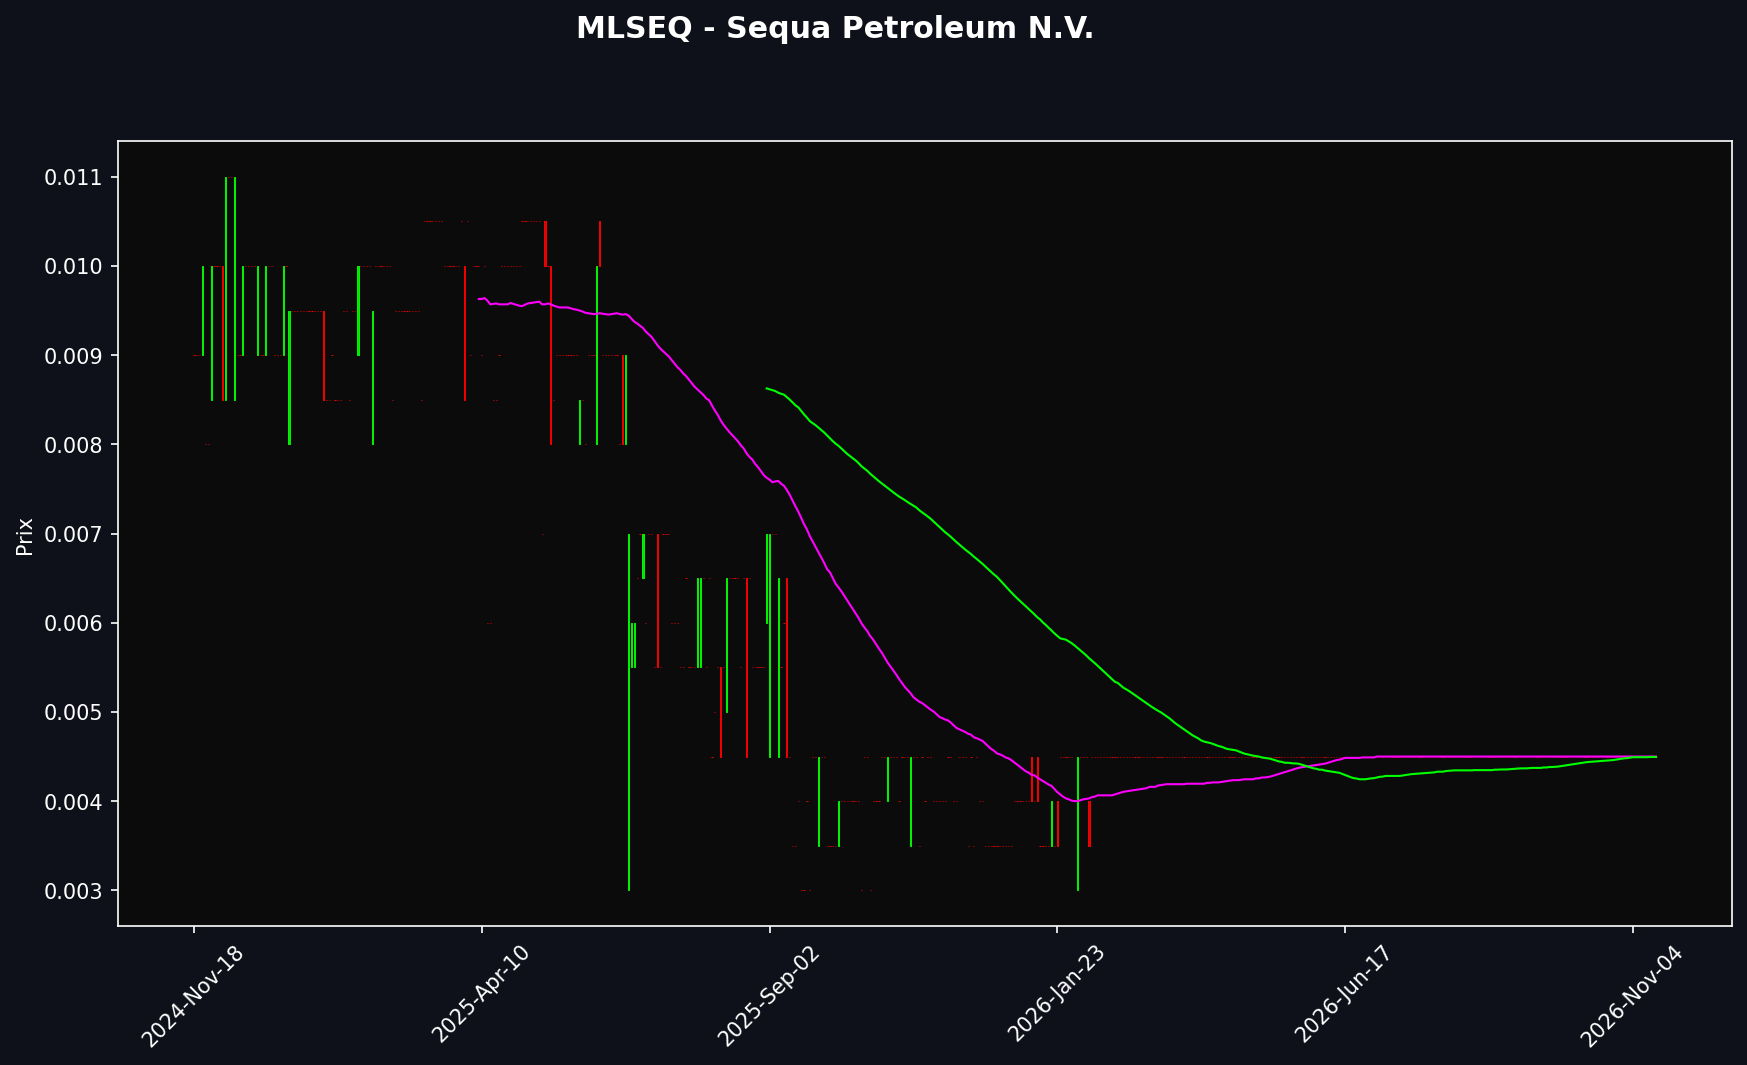 MLSEQ - Sequa Petroleum N.V.
Prix
0.011
0.010
0.009
0.008
0.007
0.006
0.005
0.004
0.003
2024-Nov-18
2025-Apr-10
2025-Sep-02
2026-Jan-23
2026-Jun-17
2026-Nov-04